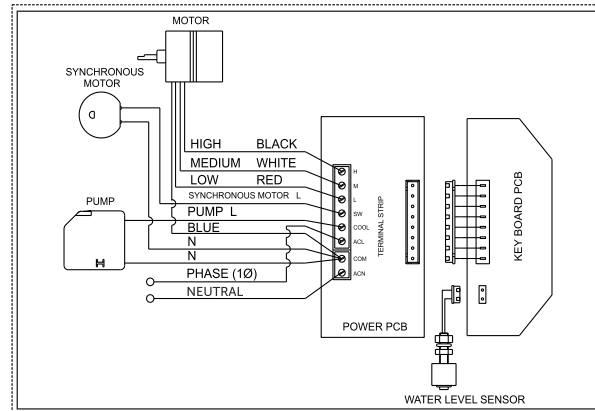 MOTOR
SYNCHRONOUS
MOTOR
HIGH BLACK
MEDIUM WHITE
LOW RED
SYNCHRONOUS MOTOR L
PUMP L
BLUE
N
N
PHASE (1Ø)
NEUTRAL
PUMP
H
M
L
SW
COOL
ACL
COM
ACN
TERMINAL STRIP
POWER PCB
KEY BOARD PCB
WATER LEVEL SENSOR